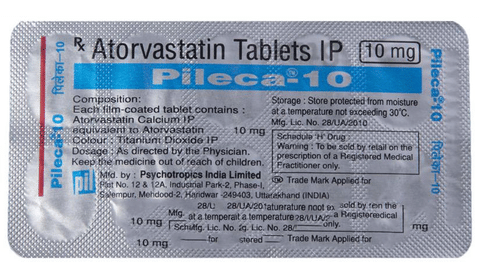 Rx Atorvastatin Tablets IP 10 mg
Pileca-10
Composition:
Each film-coated tablet contains :
Atorvastatin Calcium IP
equivalent to Atorvastatin 10 mg
Colour : Titanium Dioxide IP
Dosage : As directed by the Physician.
Keep the medicine out of reach of children.
Mfd. by : Psychotropics India Limited
Plot No. 12 & 12A, Industrial Park-2, Phase-I,
Salempur, Mehdood-2, Haridwar-249403, Uttarakhand (INDIA)
Storage : Store protected from moisture
at a temperature not exceeding 30°C.
Mfg. Lic. No. 28/UA/2010
Schedule 'H' Drug
Warning : To be sold by retail on the
prescription of a Registered Medical
Practitioner only.
Trade Mark Applied for
10 mg
mg
10 mg
Trade Mark Applied for
पिलेका-10
Pileca-10
Pileca-10
पिलेका-10